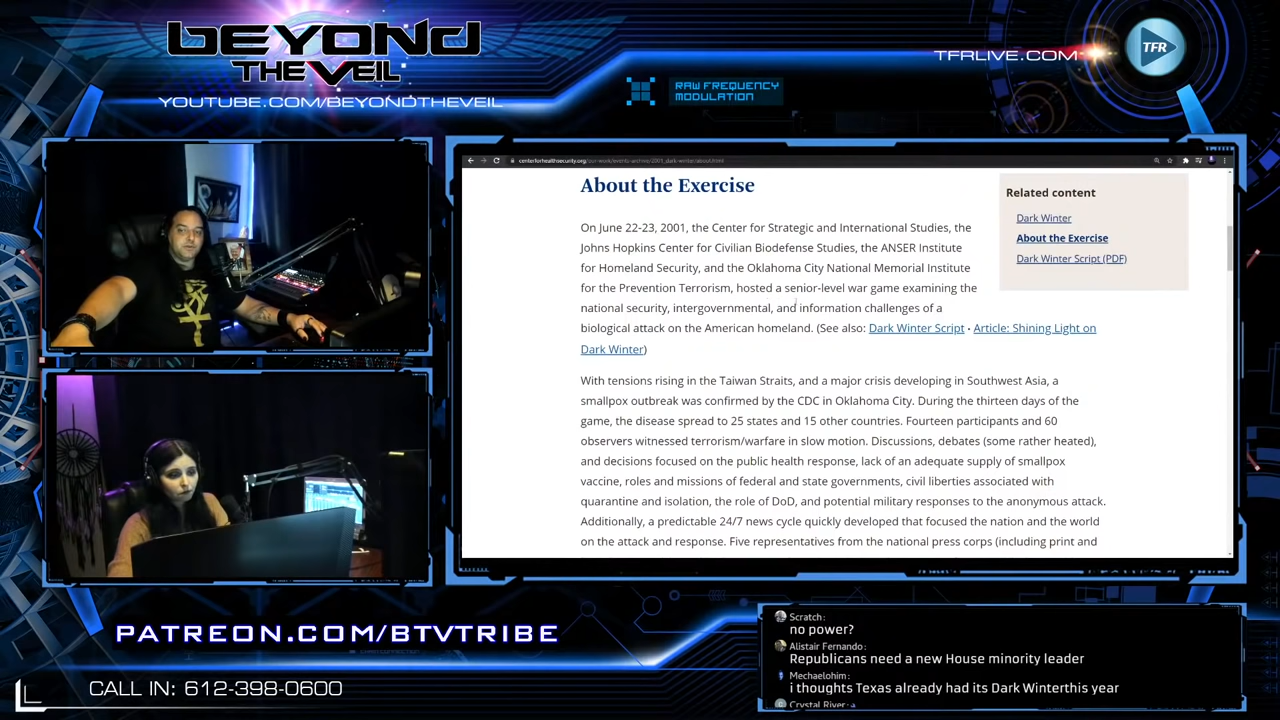 BEYOND
THE VEIL
YOUTUBE.COM/BEYONDTHEVEIL
RAW FREQUENCY
MODULATION
TFRLIVE.COM
TFR
centerforhealthsecurity.org/our-work/events-archive/2001_dark-winter/about.html
About the Exercise
On June 22-23, 2001, the Center for Strategic and International Studies, the
Johns Hopkins Center for Civilian Biodefense Studies, the ANSER Institute
for Homeland Security, and the Oklahoma City National Memorial Institute
for the Prevention Terrorism, hosted a senior-level war game examining the
national security, intergovernmental, and information challenges of a
biological attack on the American homeland. (See also: Dark Winter Script • Article: Shining Light on
Dark Winter)
With tensions rising in the Taiwan Straits, and a major crisis developing in Southwest Asia, a
smallpox outbreak was confirmed by the CDC in Oklahoma City. During the thirteen days of the
game, the disease spread to 25 states and 15 other countries. Fourteen participants and 60
observers witnessed terrorism/warfare in slow motion. Discussions, debates (some rather heated),
and decisions focused on the public health response, lack of an adequate supply of smallpox
vaccine, roles and missions of federal and state governments, civil liberties associated with
quarantine and isolation, the role of DoD, and potential military responses to the anonymous attack.
Additionally, a predictable 24/7 news cycle quickly developed that focused the nation and the world
on the attack and response. Five representatives from the national press corps (including print and
Related content
Dark Winter
About the Exercise
Dark Winter Script (PDF)
PATREON.COM/BTVTRIBE
CALL IN: 612-398-0600
Scratch:
no power?
Alistair Fernando:
Republicans need a new House minority leader
Mechaelohim:
i thoughts Texas already had its Dark Winterthis year
Crystal River: